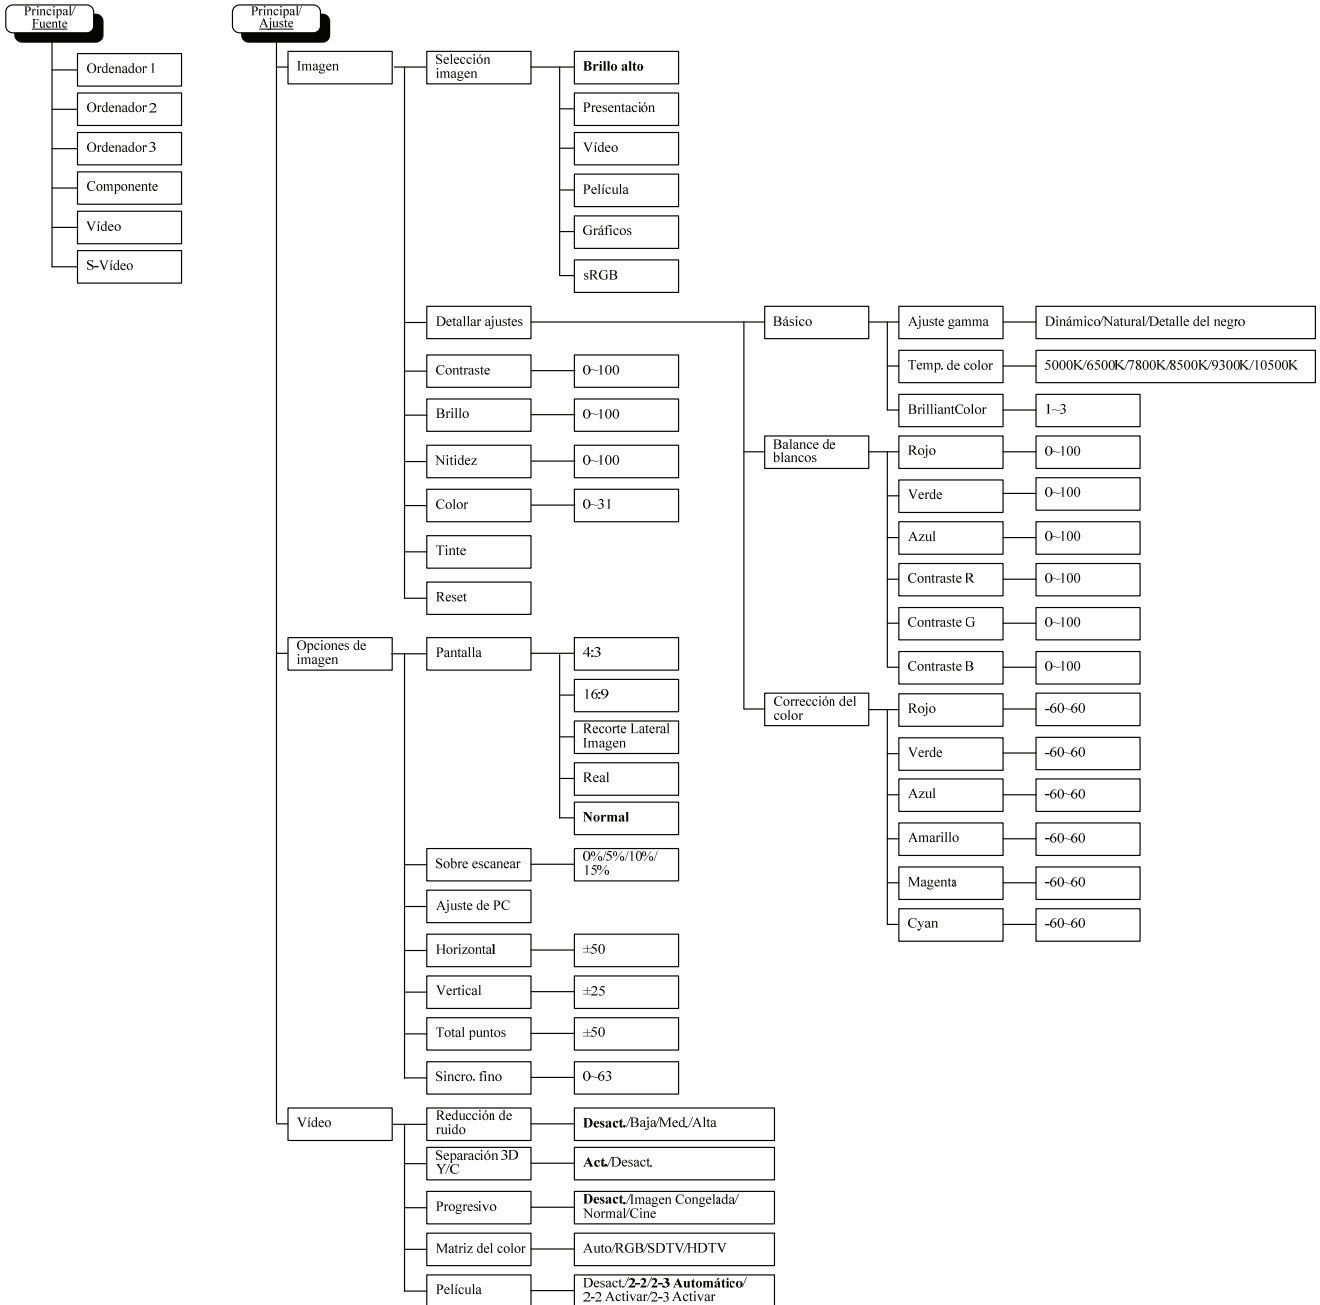 Principal/
Fuente
Ordenador 1
Ordenador 2
Ordenador 3
Componente
Vídeo
S-Vídeo
Principal/
Ajuste
Imagen
Selección
imagen
Brillo alto
Presentación
Vídeo
Película
Gráficos
sRGB
Detallar ajustes
Básico
Ajuste gamma
Dinámico/Natural/Detalle del negro
Temp. de color
5000K/6500K/7800K/8500K/9300K/10500K
BrilliantColor
1~3
Balance de
blancos
Rojo
0~100
Verde
0~100
Azul
0~100
Contraste R
0~100
Contraste G
0~100
Contraste B
0~100
Corrección del
color
Rojo
-60~60
Verde
-60~60
Azul
-60~60
Amarillo
-60~60
Magenta
-60~60
Cyan
-60~60
Contraste
0~100
Brillo
0~100
Nitidez
0~100
Color
0~31
Tinte
Reset
Opciones de
imagen
Pantalla
4:3
16:9
Recorte Lateral
Imagen
Real
Normal
Sobre escanear
0%/5%/10%/
15%
Ajuste de PC
Horizontal
±50
Vertical
±25
Total puntos
±50
Sincro. fino
0~63
Vídeo
Reducción de
ruido
Desact./Baja/Med./Alta
Separación 3D
Y/C
Act./Desact.
Progresivo
Desact./Imagen Congelada/
Normal/Cine
Matriz del color
Auto/RGB/SDTV/HDTV
Película
Desact./2-2/2-3 Automático/
2-2 Activar/2-3 Activar